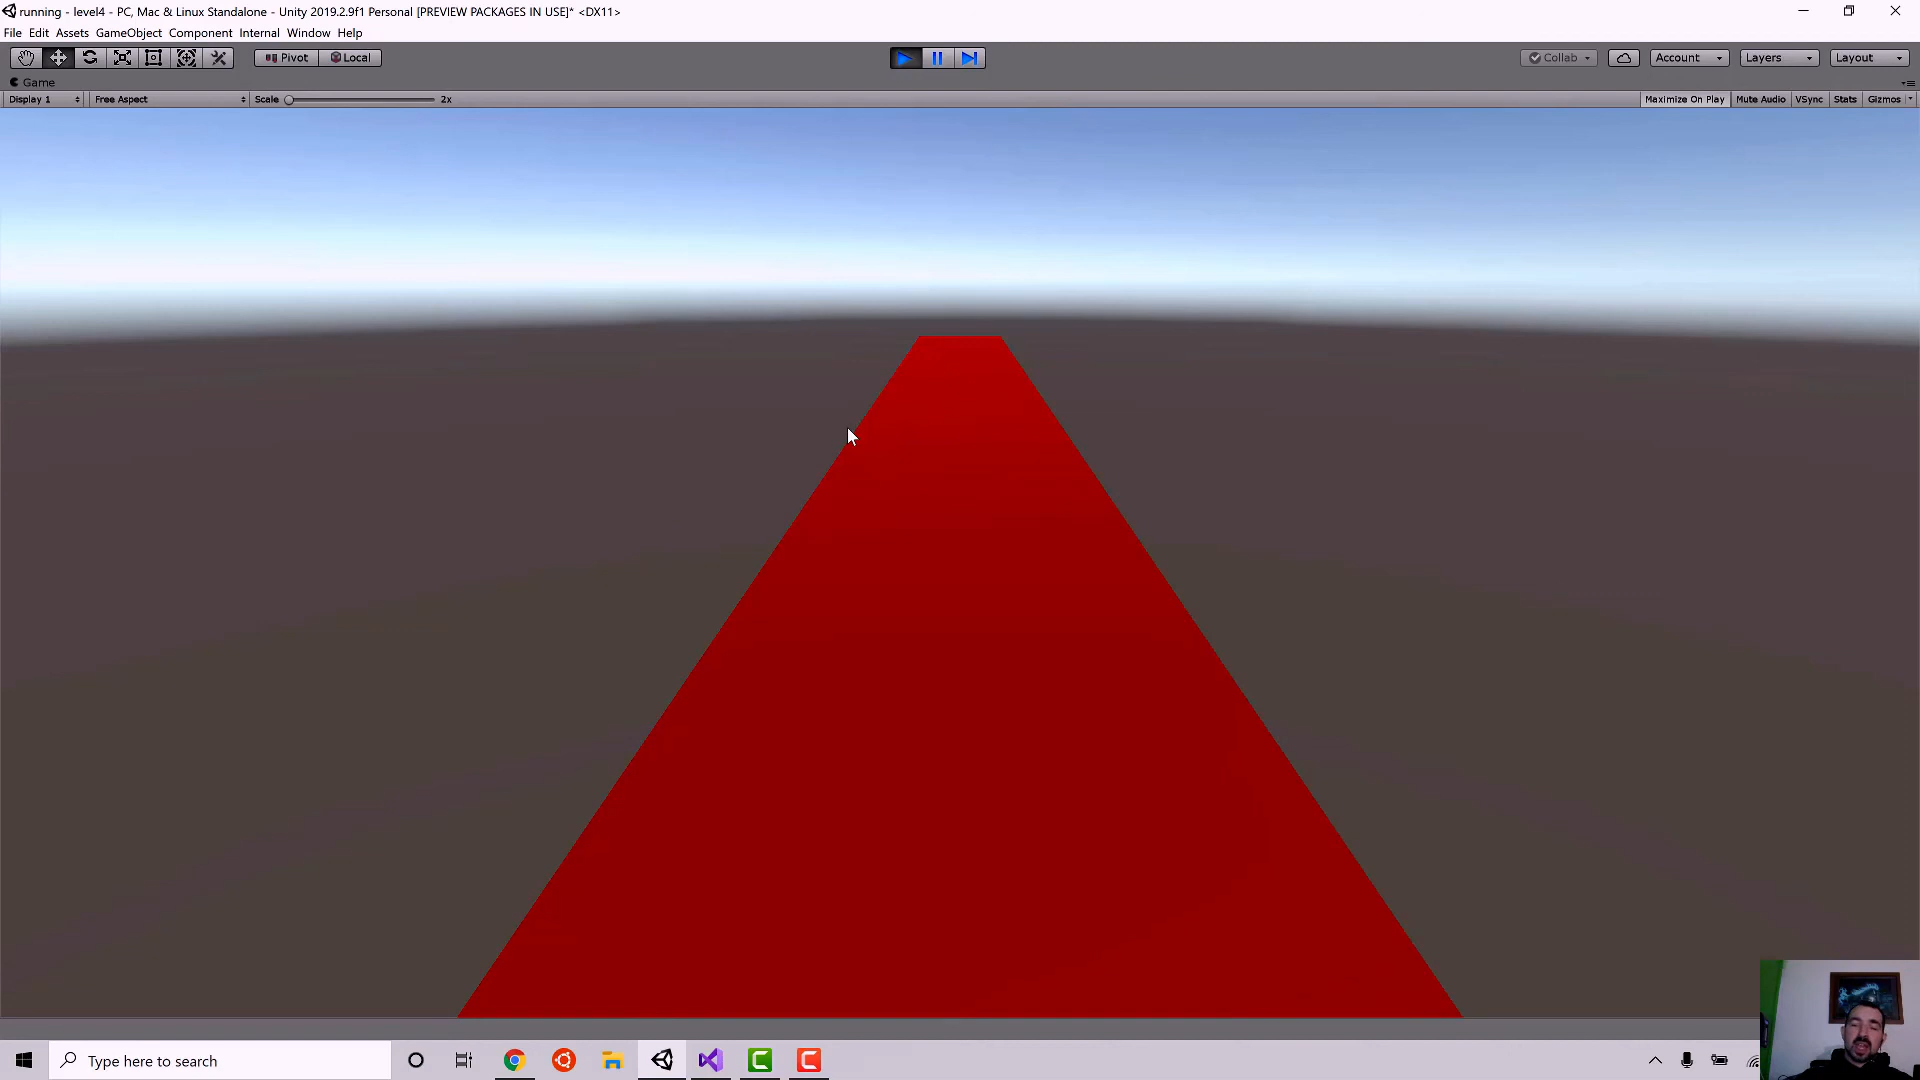 running - level4 - PC, Mac & Linux Standalone - Unity 2019.2.9f1 Personal [PREVIEW PACKAGES IN USE]* <DX11>
File Edit Assets GameObject Component Internal Window Help
Pivot Local Collab Account Layers Layout
Game
Display 1 Free Aspect Scale 2x Maximize On Play Mute Audio VSync Stats Gizmos
Type here to search